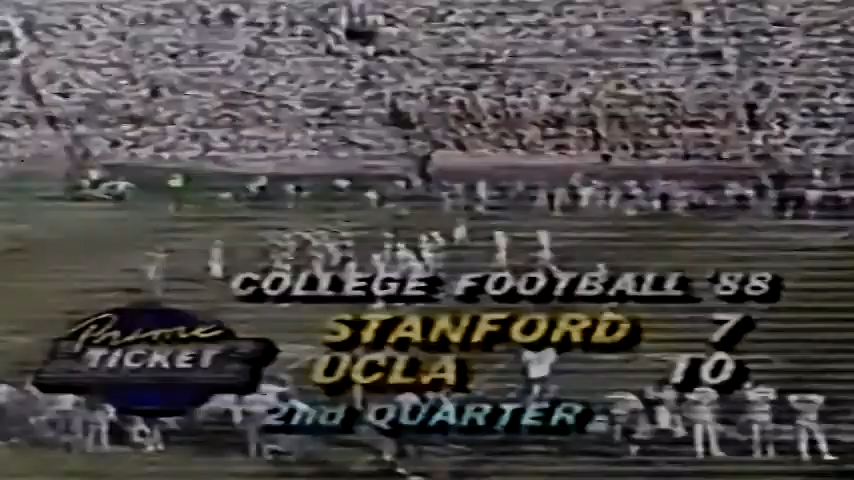 COLLEGE FOOTBALL '88
Prime
TICKET
STANFORD 7
UCLA 10
2nd QUARTER